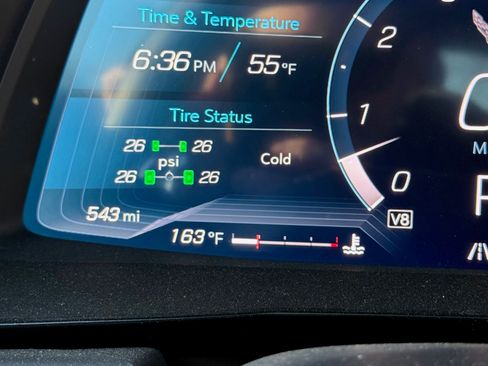 Time & Temperature
6:36 PM / 55°F
2
Tire Status
1
26 26
psi Cold
26 26
0
543 mi
V8
163 °F